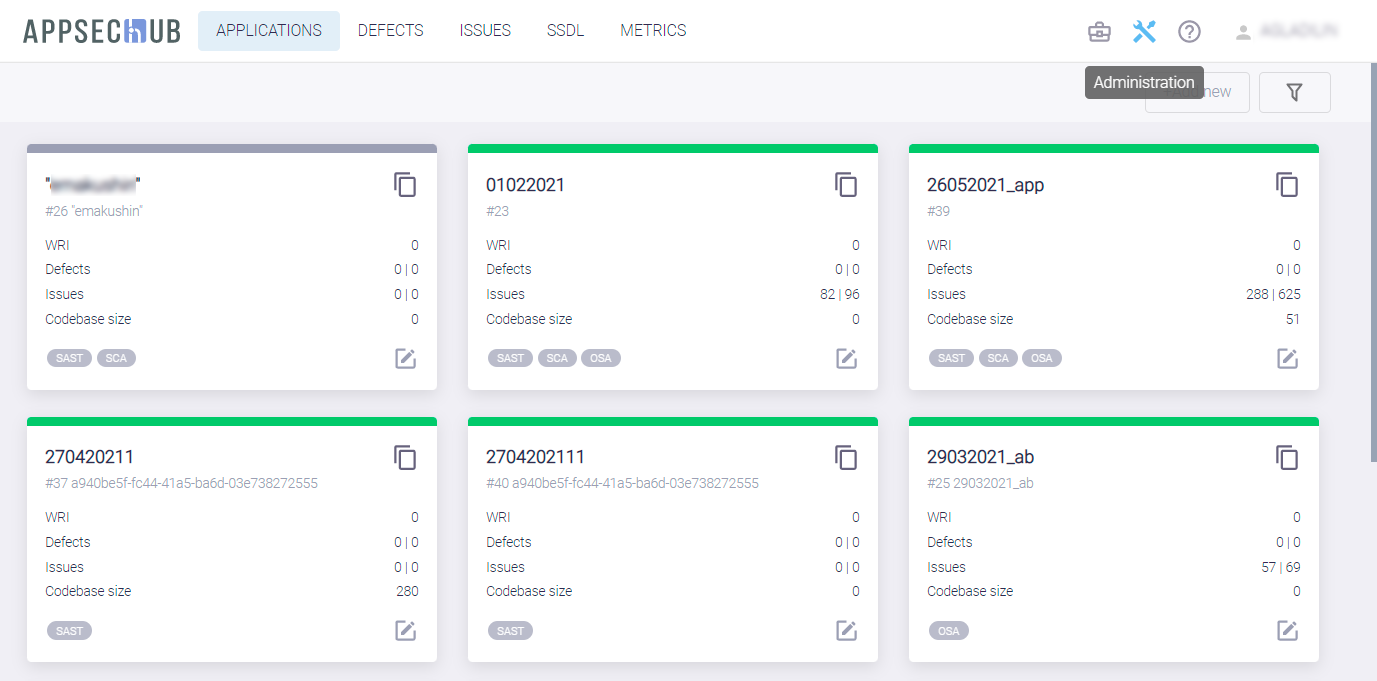 APPSECHUB APPLICATIONS DEFECTS ISSUES SSDL METRICS
Administration new
"emakushin" 01022021 26052021_app
#26 "emakushin" #23 #39
WRI 0 WRI 0 WRI 0
Defects 0 | 0 Defects 0 | 0 Defects 0 | 0
Issues 0 | 0 Issues 82 | 96 Issues 288 | 625
Codebase size 0 Codebase size 0 Codebase size 51
SAST SCA SAST SCA OSA SAST SCA OSA
270420211 2704202111 29032021_ab
#37 a940be5f-fc44-41a5-ba6d-03e738272555 #40 a940be5f-fc44-41a5-ba6d-03e738272555 #25 29032021_ab
WRI 0 WRI 0 WRI 0
Defects 0 | 0 Defects 0 | 0 Defects 0 | 0
Issues 0 | 0 Issues 0 | 0 Issues 57 | 69
Codebase size 280 Codebase size 0 Codebase size 0
SAST SAST OSA